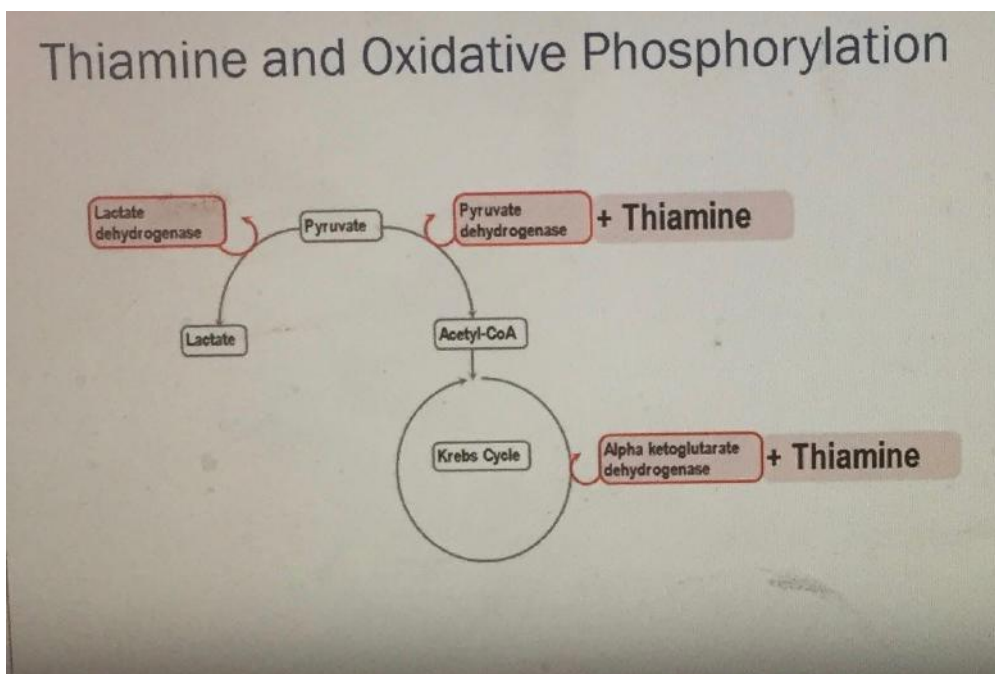 Thiamine and Oxidative Phosphorylation
Lactate
dehydrogenase
Pyruvate
Pyruvate
dehydrogenase
+ Thiamine
Lactate
Acetyl-CoA
Krebs Cycle
Alpha ketoglutarate
dehydrogenase
+ Thiamine